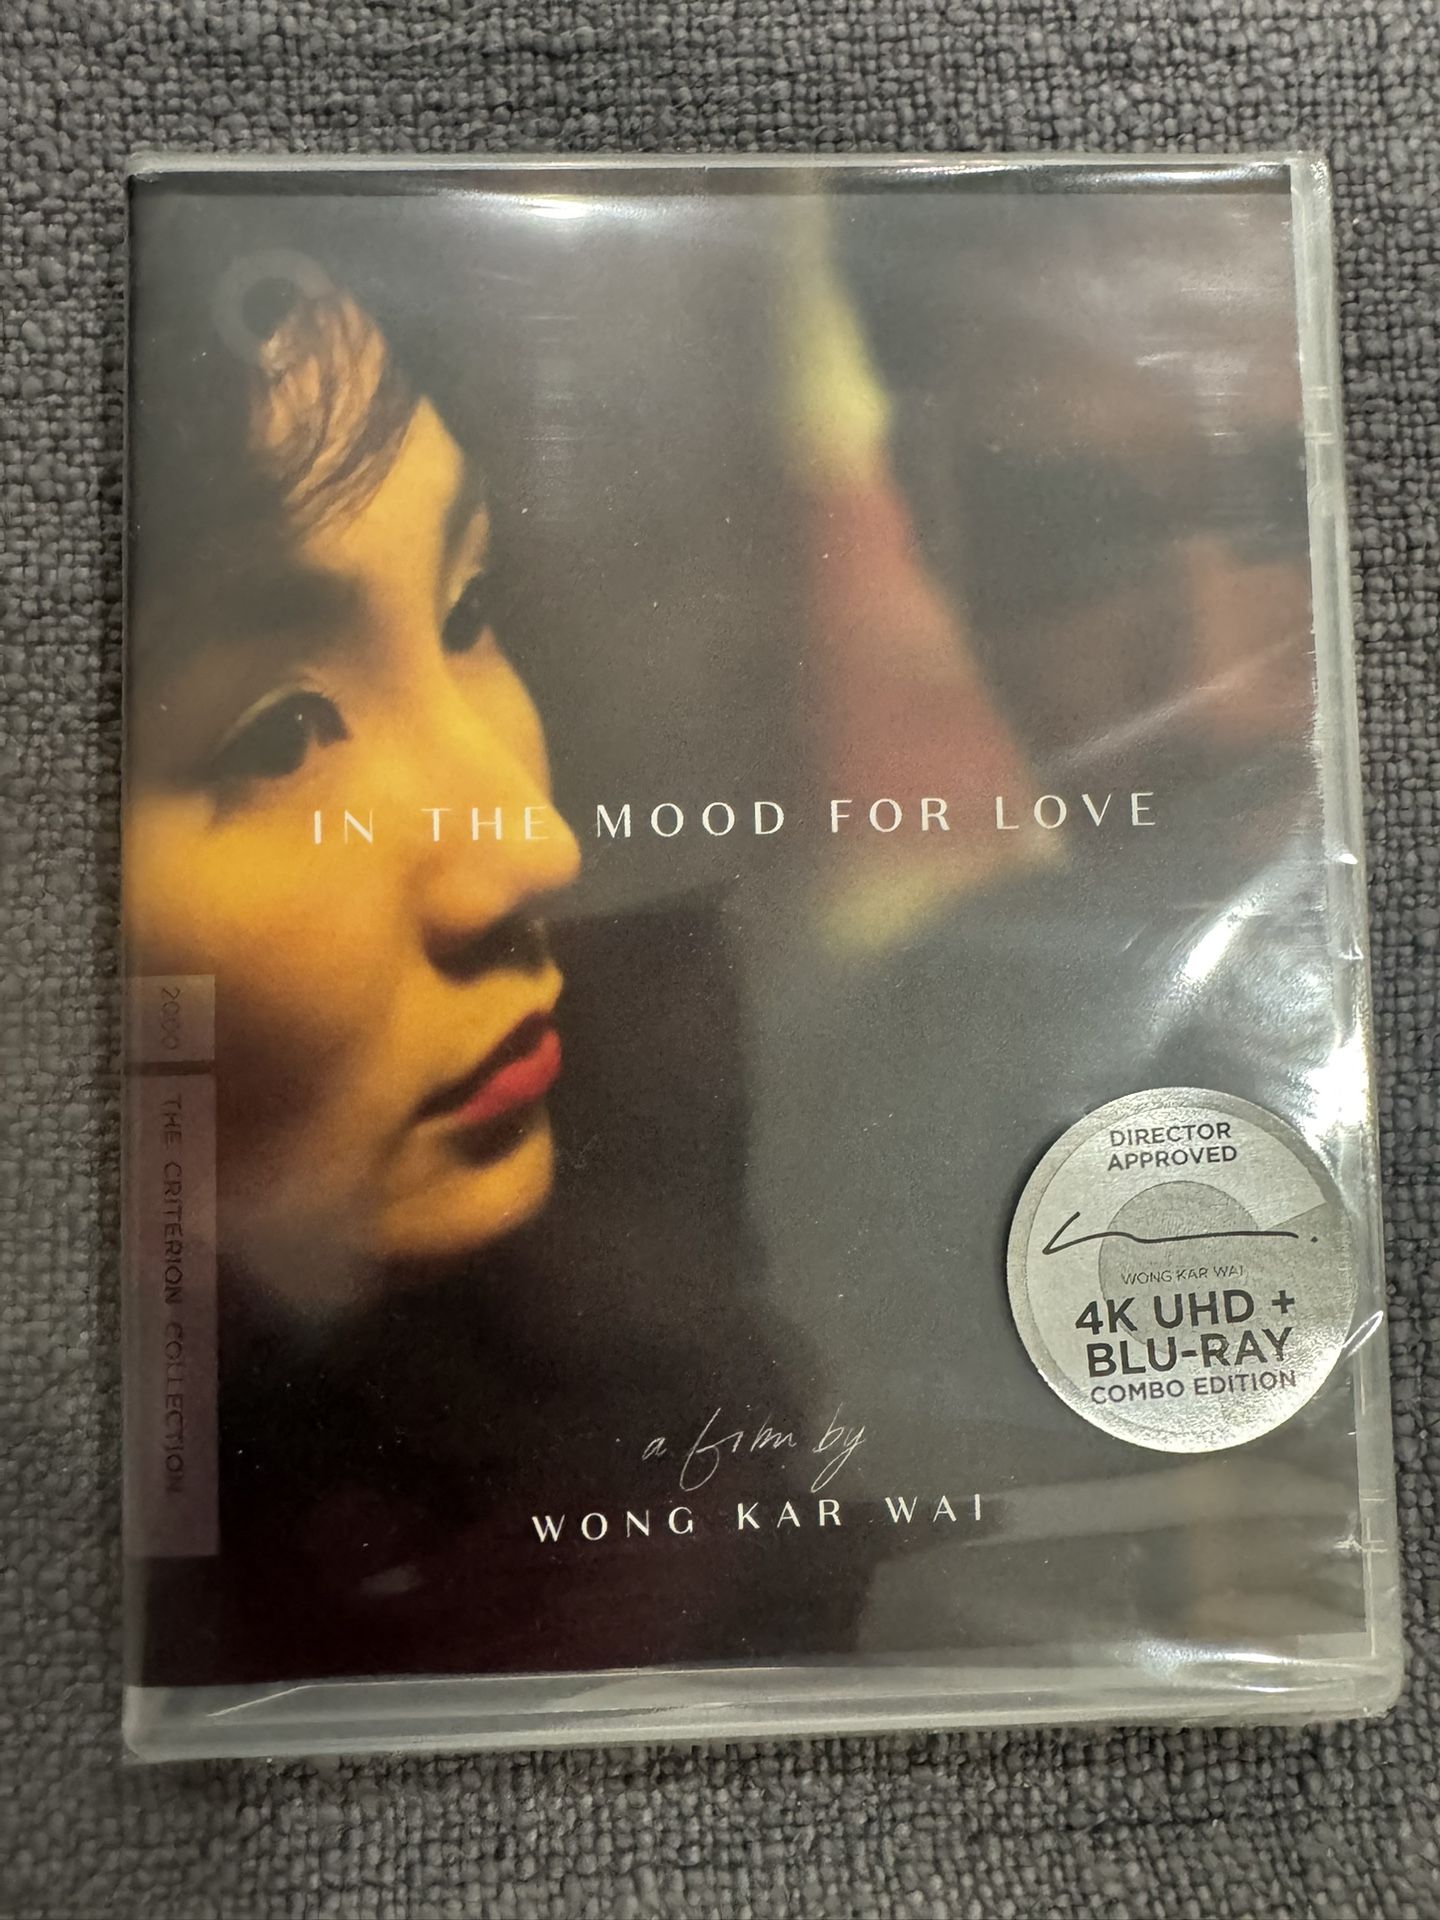 IN THE MOOD FOR LOVE
2000
THE CRITERION COLLECTION
DIRECTOR
APPROVED
WONG KAR WAI
4K UHD +
BLU-RAY
COMBO EDITION
a film by
WONG KAR WAI